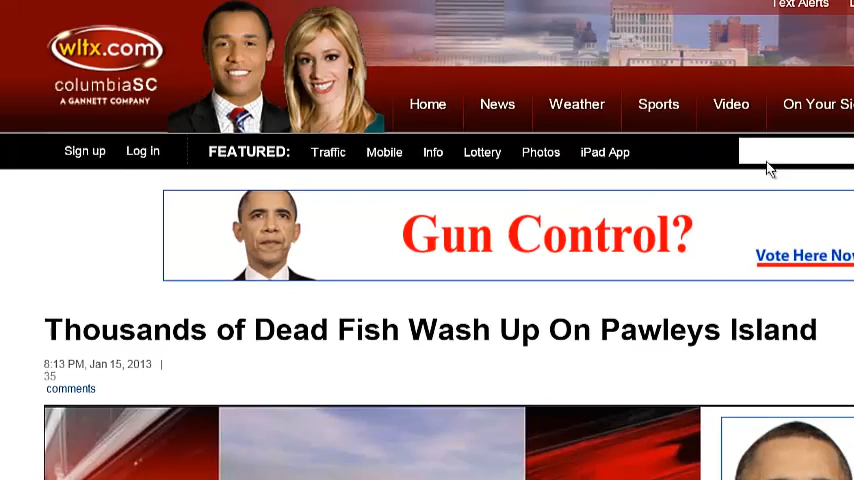 Text Alerts
wltx.com
columbiaSC
A GANNETT COMPANY
Home News Weather Sports Video On Your Si
Sign up Log in FEATURED: Traffic Mobile Info Lottery Photos iPad App
Gun Control?
Vote Here Now
Thousands of Dead Fish Wash Up On Pawleys Island
8:13 PM, Jan 15, 2013 |
35
comments